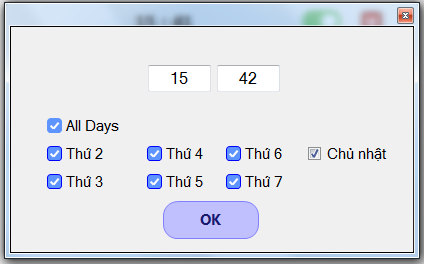 15 42
All Days
Thứ 2 Thứ 4 Thứ 6 Chủ nhật
Thứ 3 Thứ 5 Thứ 7
OK